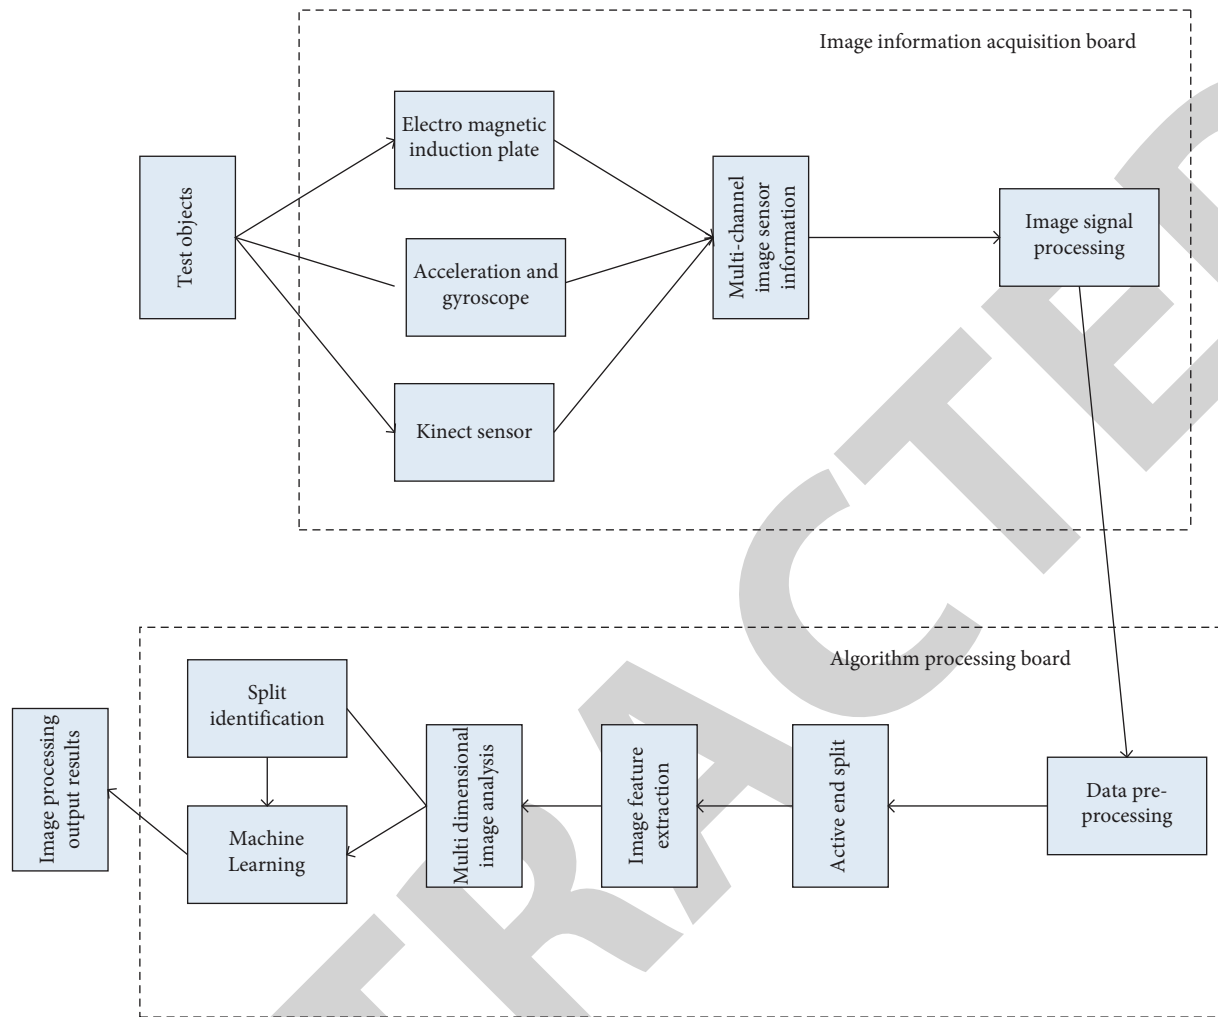 Image information acquisition board
Electro magnetic
induction plate
Test objects
Acceleration and
gyroscope
Kinect sensor
Multi-channel
image sensor
information
Image signal
processing
Algorithm processing board
Data pre-
processing
Active end split
Image feature
extraction
Multi dimensional
image analysis
Split
identification
Machine
Learning
Image processing
output results
TRACTE